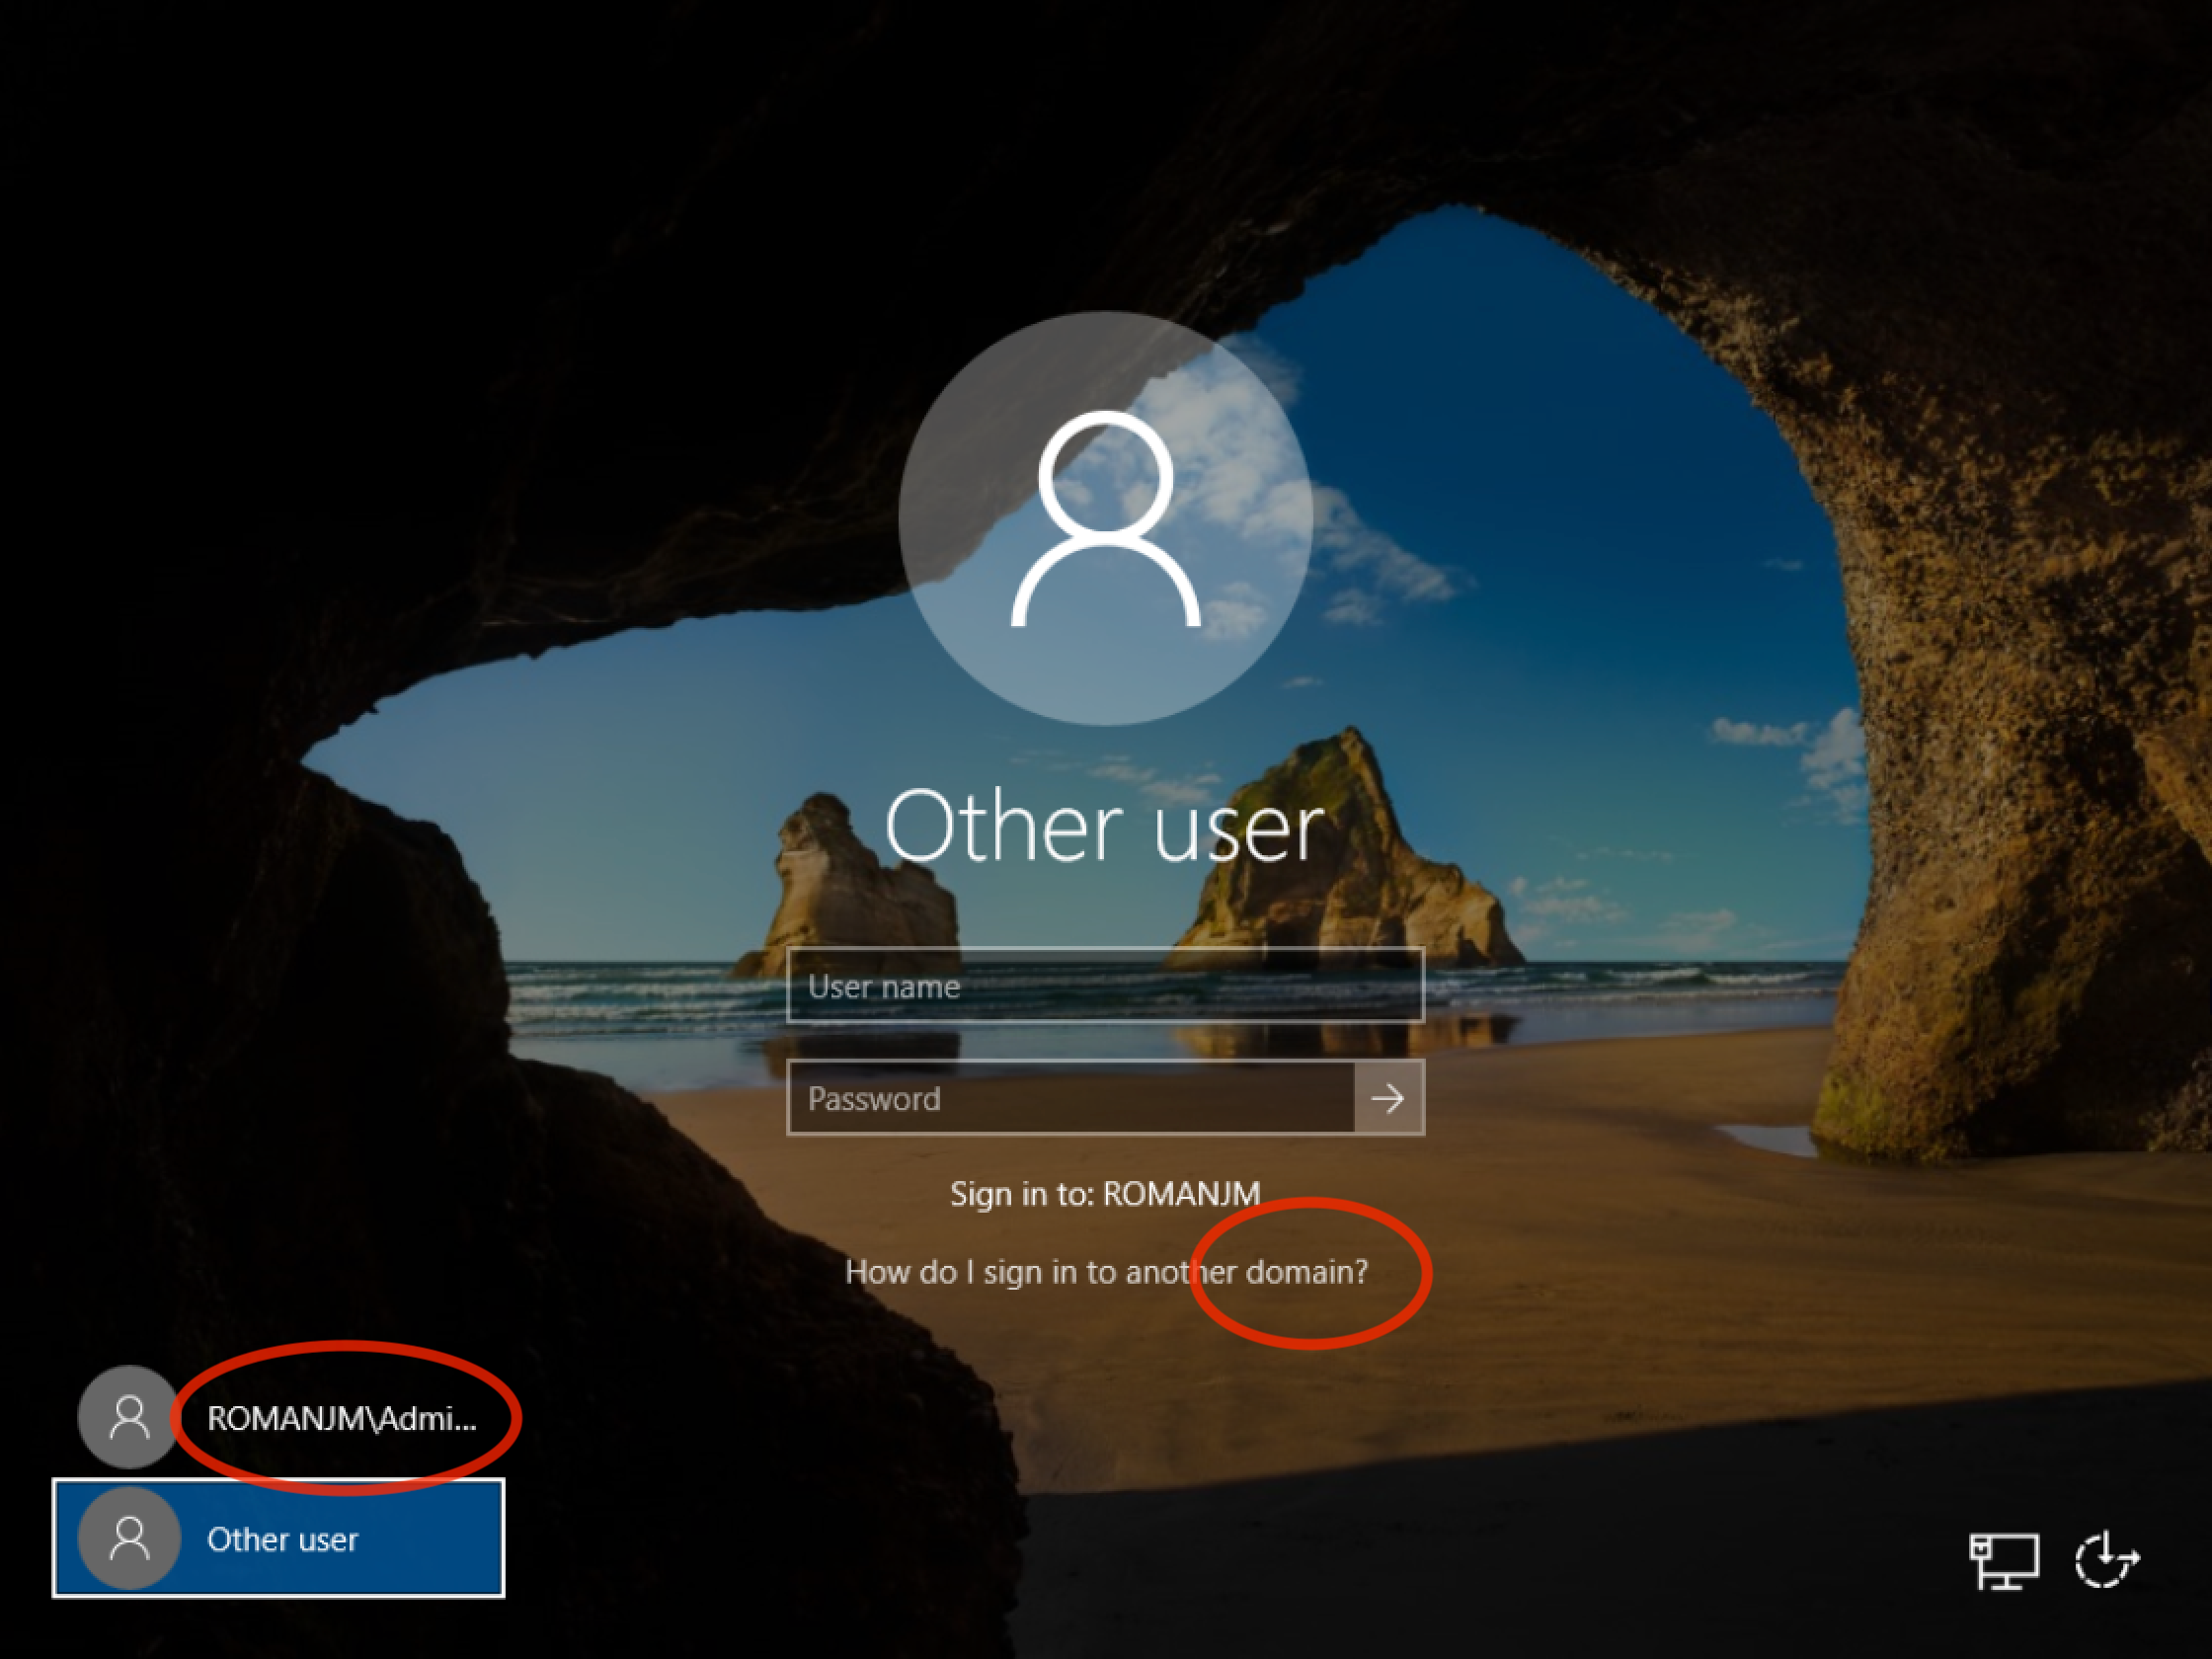 Other user
User name
Password
Sign in to: ROMANJM
How do I sign in to another domain?
ROMANJM\Admi...
Other user